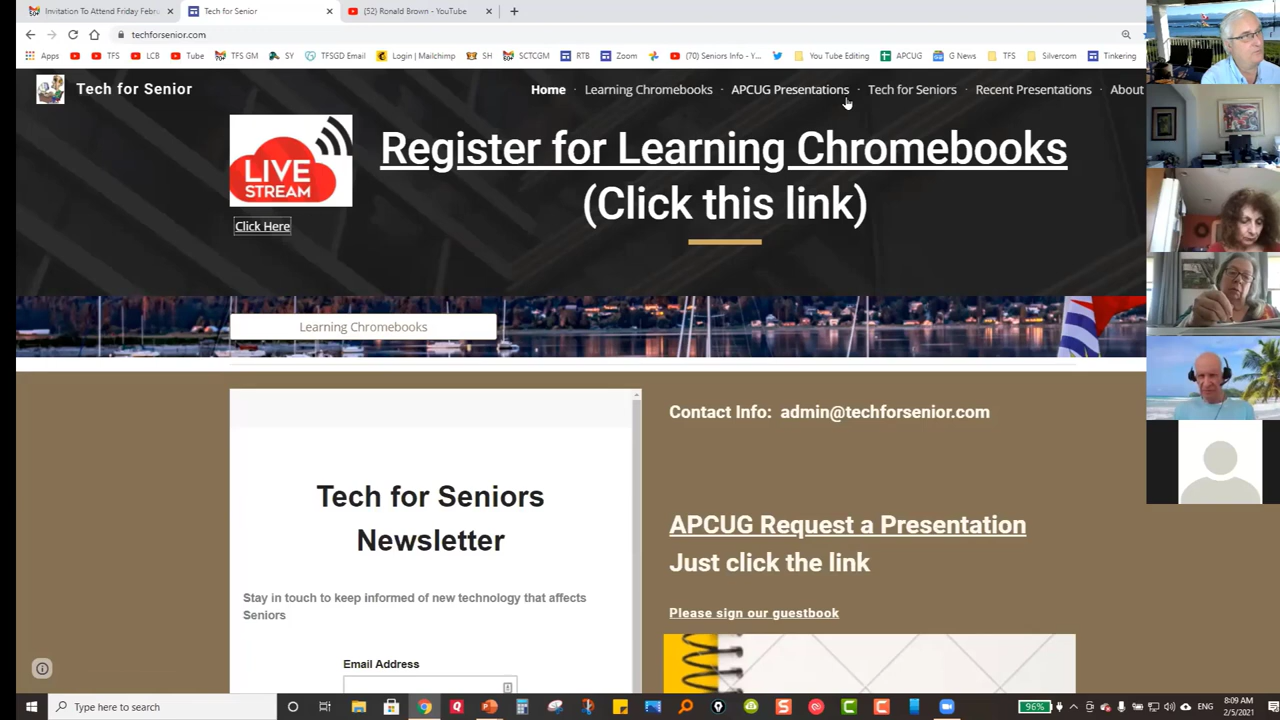 Invitation To Attend Friday Februar
Tech for Senior
(52) Ronald Brown - YouTube
techforsenior.com
Apps
TFS
LCB
Tube
TFS GM
SY
TFSGD Email
Login | Mailchimp
SH
SCTCGM
RTB
Zoom
(70) Seniors Info - Y...
You Tube Editing
APCUG
G News
TFS
Silvercom
Tinkering
Tech for Senior
Home · Learning Chromebooks · APCUG Presentations · Tech for Seniors · Recent Presentations · About
LIVE
STREAM
Click Here
Register for Learning Chromebooks
(Click this link)
Learning Chromebooks
Tech for Seniors
Newsletter
Stay in touch to keep informed of new technology that affects
Seniors
Email Address
Contact Info: admin@techforsenior.com
APCUG Request a Presentation
Just click the link
Please sign our guestbook
Type here to search
96%
ENG
8:09 AM
2/5/2021